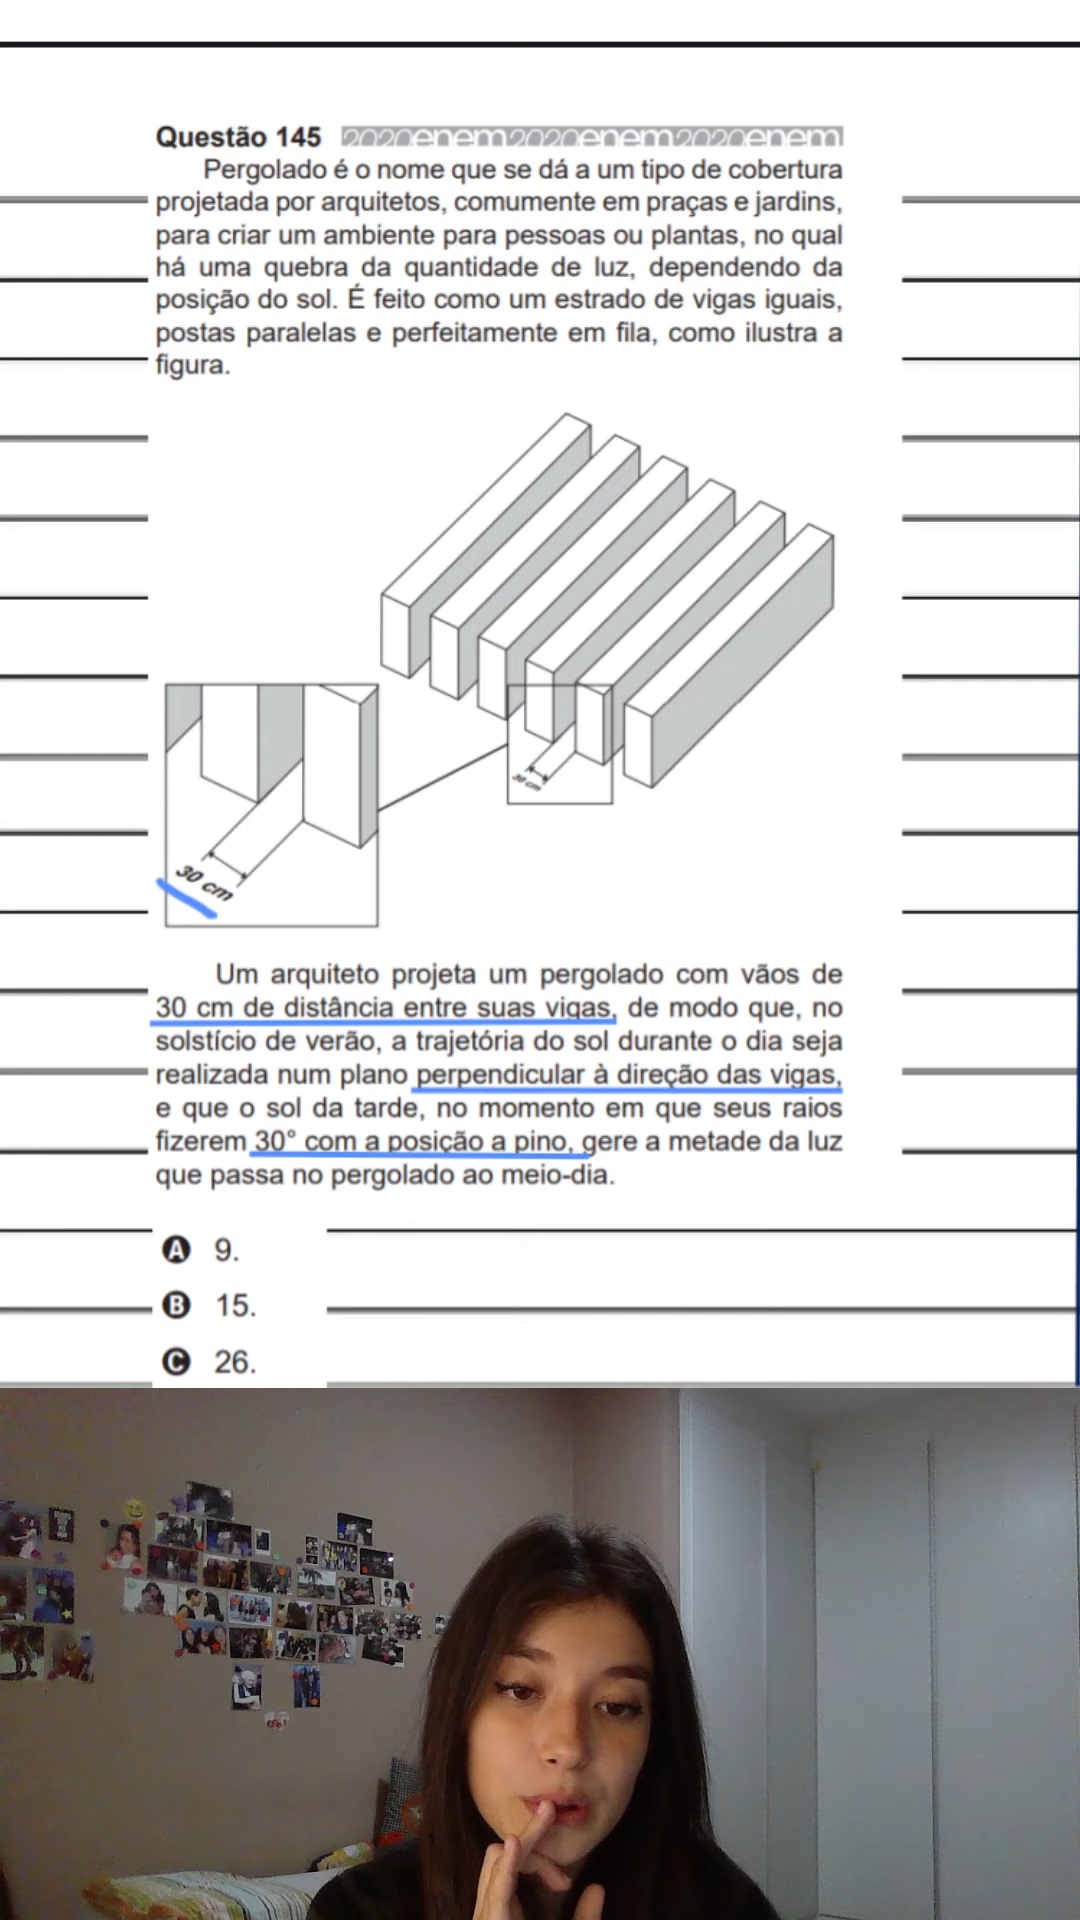 Questão 145 2020enem2020enem2020enem
Pergolado é o nome que se dá a um tipo de cobertura
projetada por arquitetos, comumente em praças e jardins,
para criar um ambiente para pessoas ou plantas, no qual
há uma quebra da quantidade de luz, dependendo da
posição do sol. É feito como um estrado de vigas iguais,
postas paralelas e perfeitamente em fila, como ilustra a
figura.
30 cm
30 cm
Um arquiteto projeta um pergolado com vãos de
30 cm de distância entre suas vigas, de modo que, no
solstício de verão, a trajetória do sol durante o dia seja
realizada num plano perpendicular à direção das vigas,
e que o sol da tarde, no momento em que seus raios
fizerem 30° com a posição a pino, gere a metade da luz
que passa no pergolado ao meio-dia.
A 9.
B 15.
C 26.